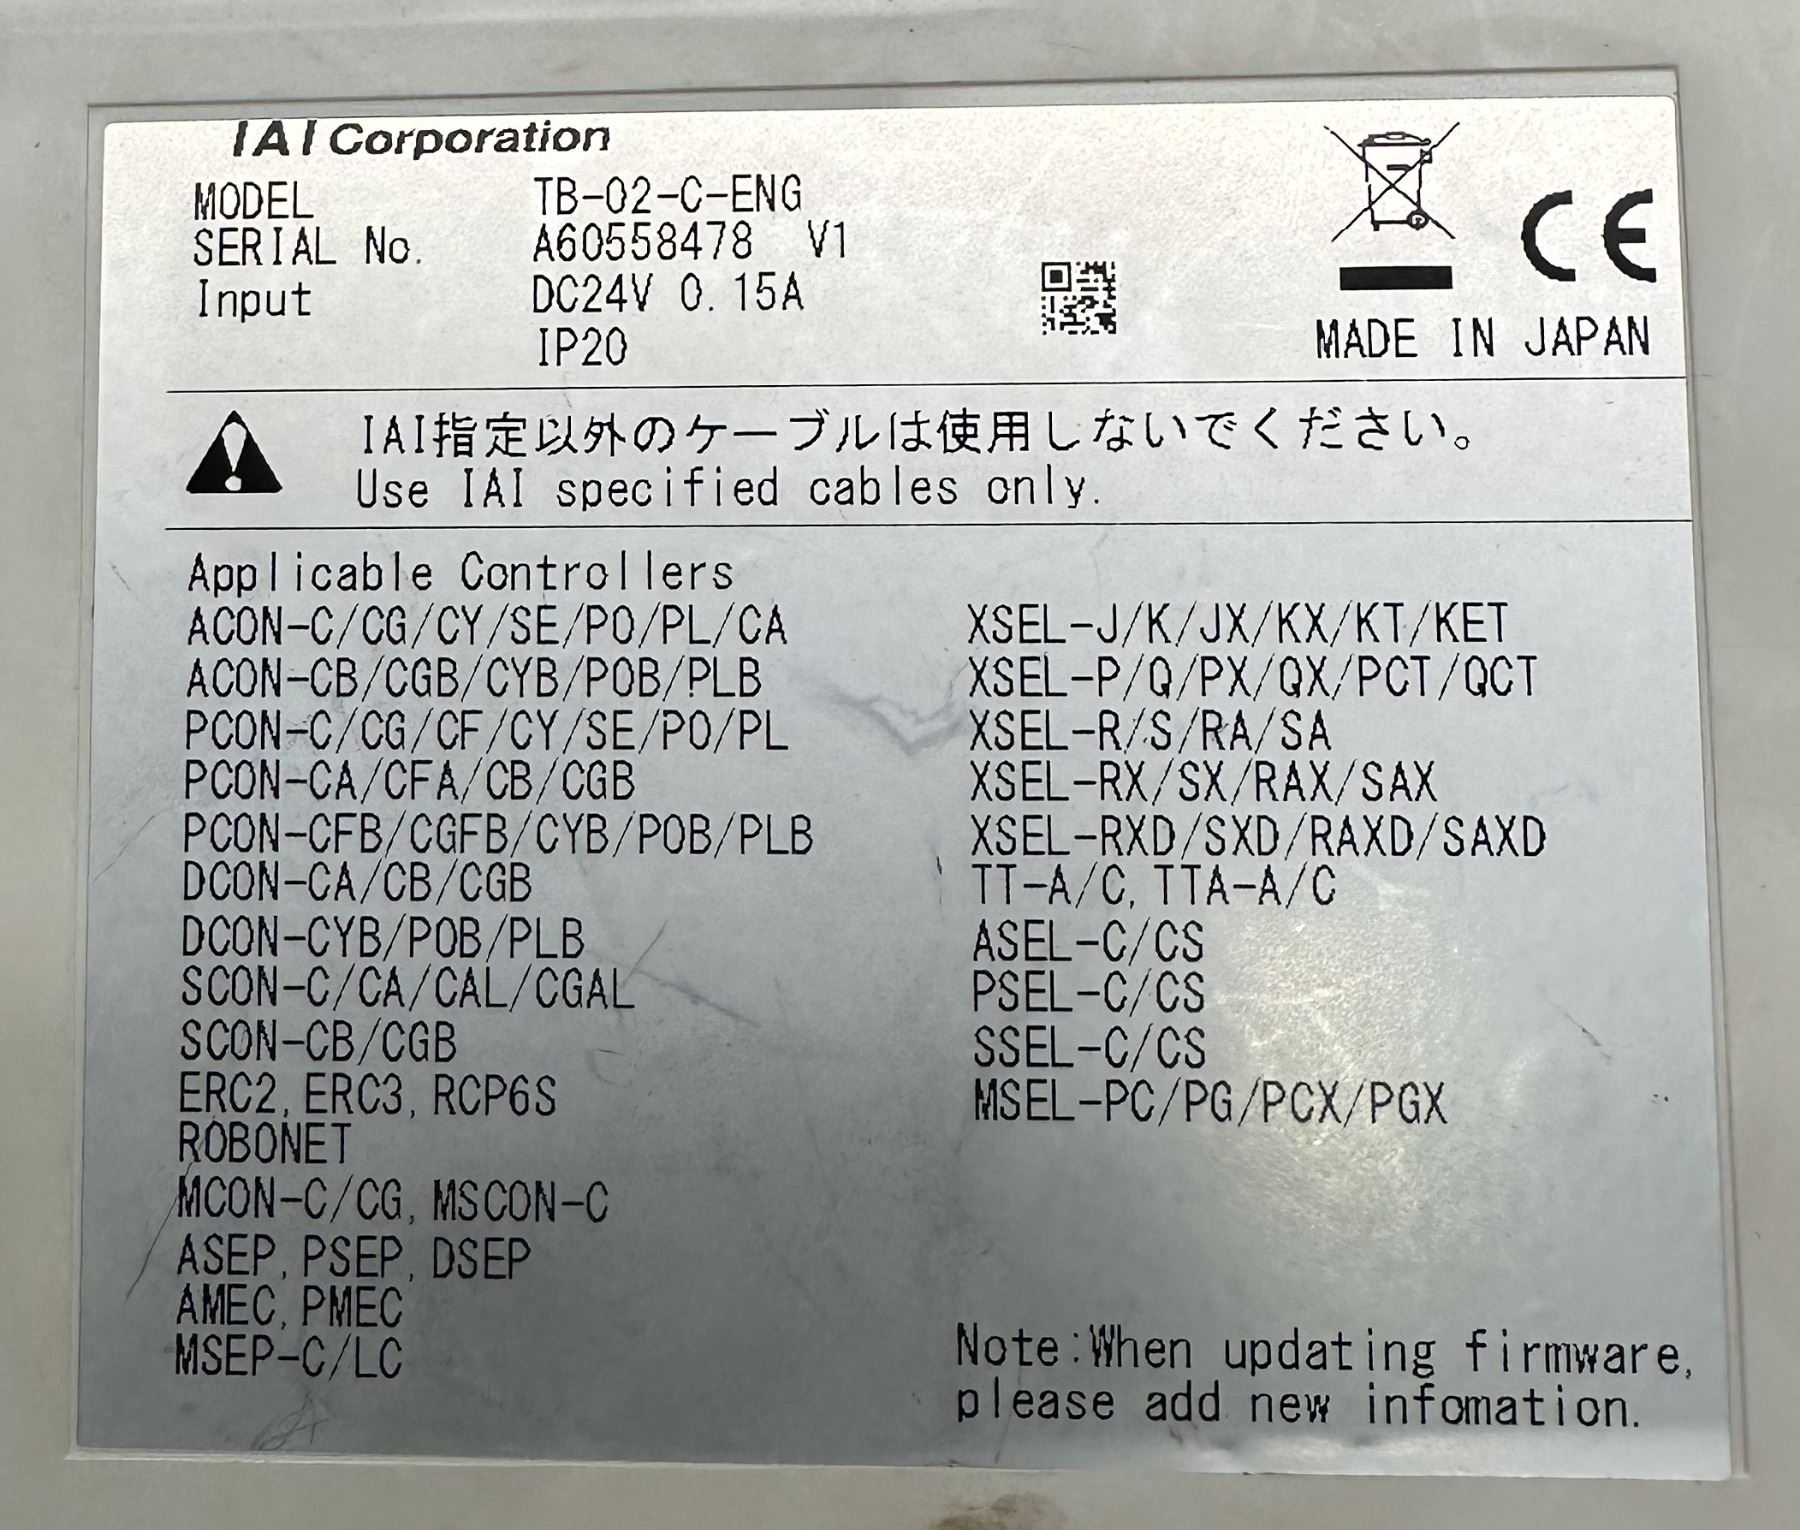 IAI Corporation
MODEL TB-02-C-ENG
SERIAL No. A60558478 V1
Input DC24V 0.15A
IP20
CE
MADE IN JAPAN
IAI指定以外のケーブルは使用しないでください。
Use IAI specified cables only.
Applicable Controllers
ACON-C/CG/CY/SE/PO/PL/CA
ACON-CB/CGB/CYB/POB/PLB
PCON-C/CG/CF/CY/SE/PO/PL
PCON-CA/CFA/CB/CGB
PCON-CFB/CGFB/CYB/POB/PLB
DCON-CA/CB/CGB
DCON-CYB/POB/PLB
SCON-C/CA/CAL/CGAL
SCON-CB/CGB
ERC2, ERC3, RCP6S
ROBONET
MCON-C/CG, MSCON-C
ASEP, PSEP, DSEP
AMEC, PMEC
MSEP-C/LC
XSEL-J/K/JX/KX/KT/KET
XSEL-P/Q/PX/QX/PCT/QCT
XSEL-R/S/RA/SA
XSEL-RX/SX/RAX/SAX
XSEL-RXD/SXD/RAXD/SAXD
TT-A/C, TTA-A/C
ASEL-C/CS
PSEL-C/CS
SSEL-C/CS
MSEL-PC/PG/PCX/PGX
Note:When updating firmware,
please add new infomation.